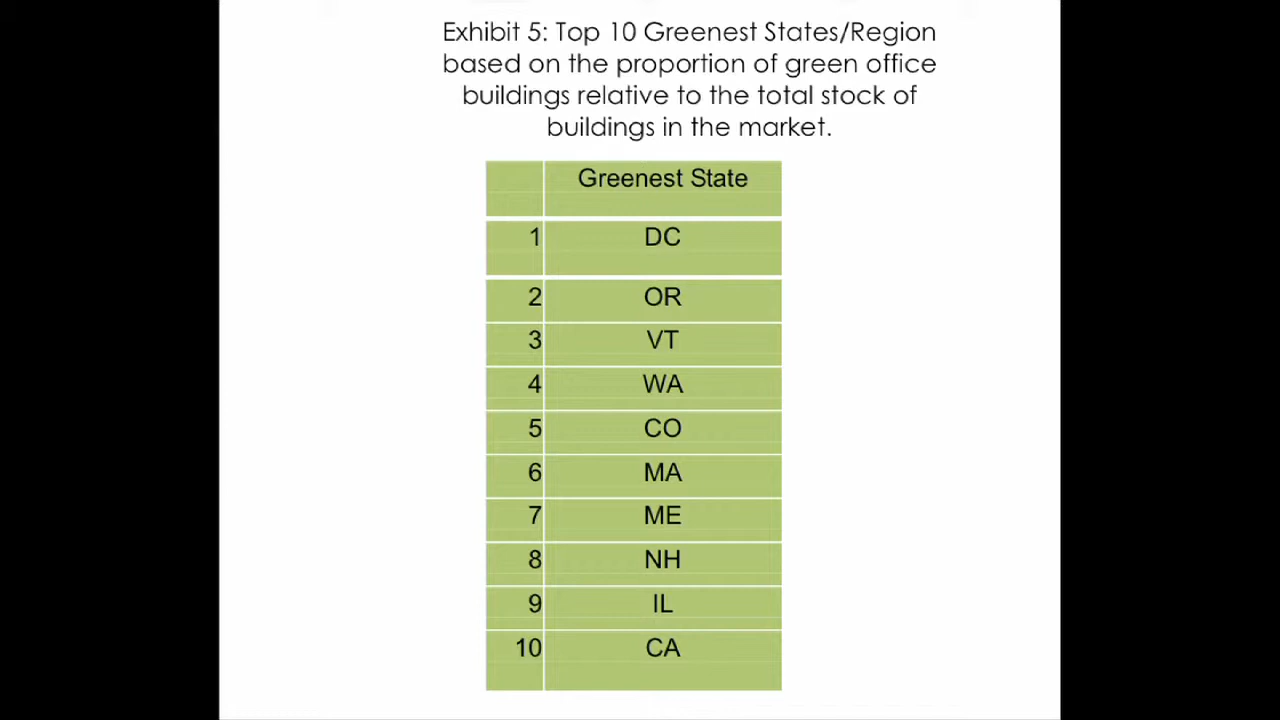 Exhibit 5: Top 10 Greenest States/Region
based on the proportion of green office
buildings relative to the total stock of
buildings in the market.
Greenest State
1 DC
2 OR
3 VT
4 WA
5 CO
6 MA
7 ME
8 NH
9 IL
10 CA